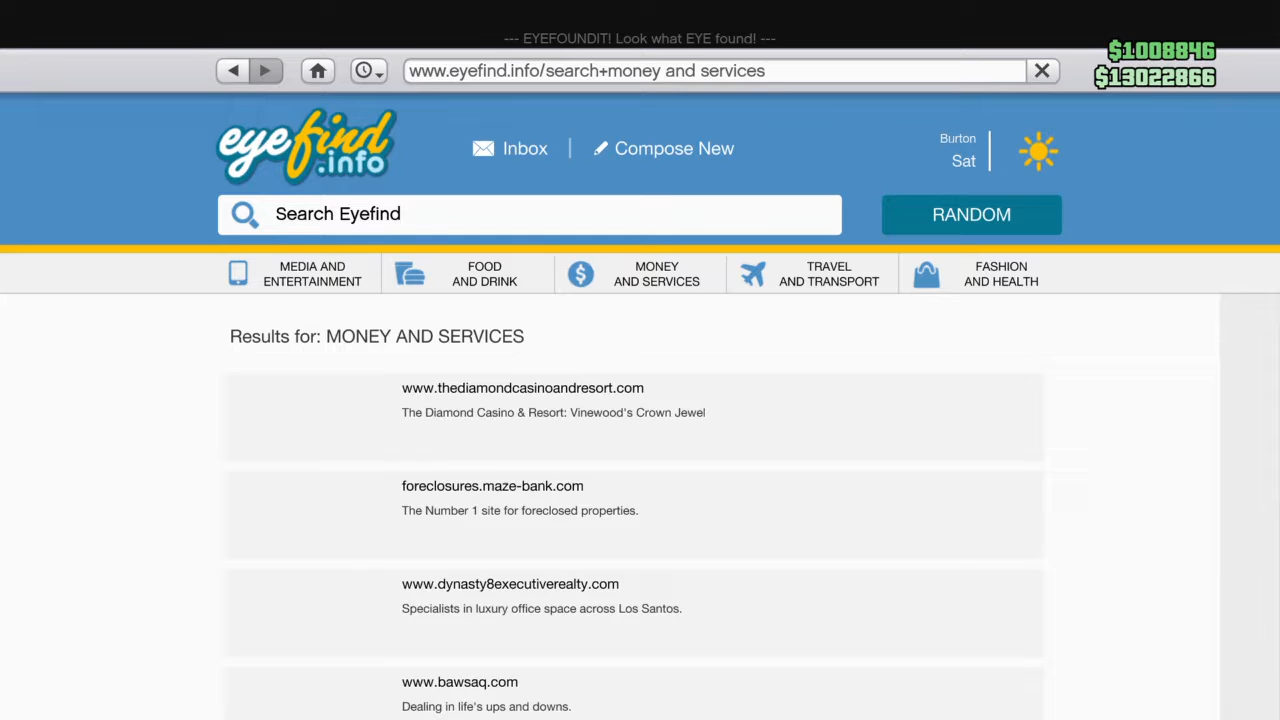 --- EYEFOUNDIT! Look what EYE found! ---
$1008846
www.eyefind.info/search+money and services
$13022866
eyefind
.info
Inbox
Compose New
Burton
Sat
Search Eyefind
RANDOM
MEDIA AND
ENTERTAINMENT
FOOD
AND DRINK
MONEY
AND SERVICES
TRAVEL
AND TRANSPORT
FASHION
AND HEALTH
Results for: MONEY AND SERVICES
www.thediamondcasinoandresort.com
The Diamond Casino & Resort: Vinewood's Crown Jewel
foreclosures.maze-bank.com
The Number 1 site for foreclosed properties.
www.dynasty8executiverealty.com
Specialists in luxury office space across Los Santos.
www.bawsaq.com
Dealing in life's ups and downs.